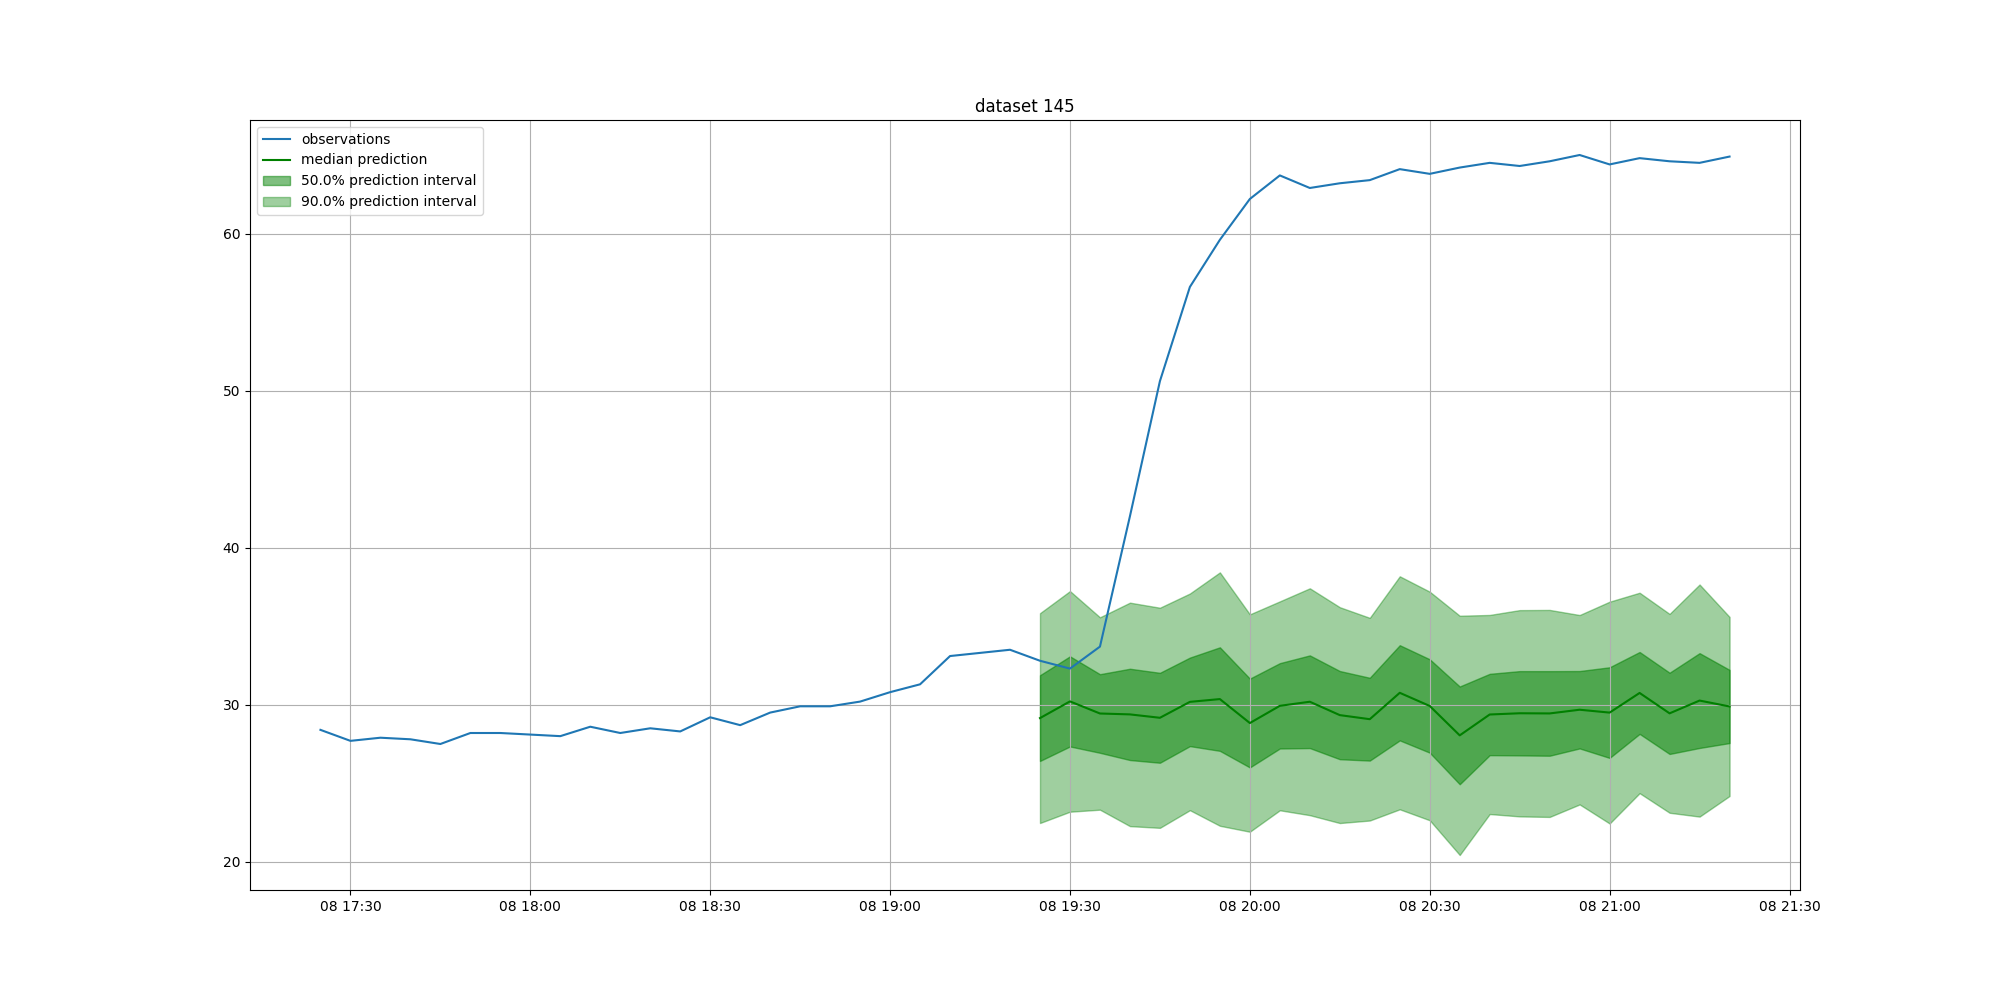 dataset 145
observations
median prediction
50.0% prediction interval
90.0% prediction interval
60
50
40
30
20
08 17:30
08 18:00
08 18:30
08 19:00
08 19:30
08 20:00
08 20:30
08 21:00
08 21:30